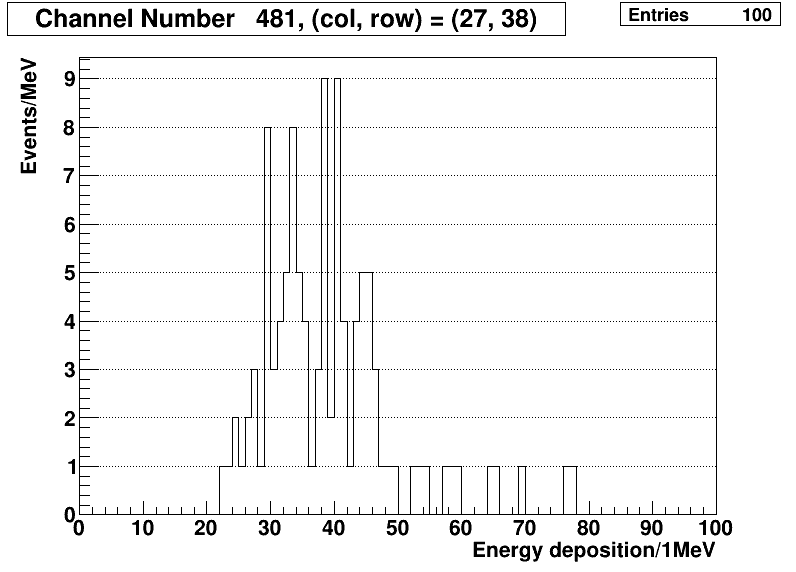 Channel Number 481, (col, row) = (27, 38)
Entries 100
Events/MeV
9
8
7
6
5
4
3
2
1
0
0 10 20 30 40 50 60 70 80 90 100
Energy deposition/1MeV